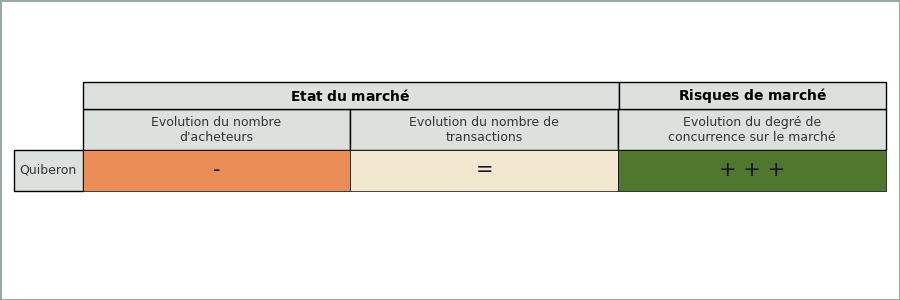 Etat du marché
Risques de marché
Evolution du nombre
d'acheteurs
Evolution du nombre de
transactions
Evolution du degré de
concurrence sur le marché
Quiberon
-
=
+ + +